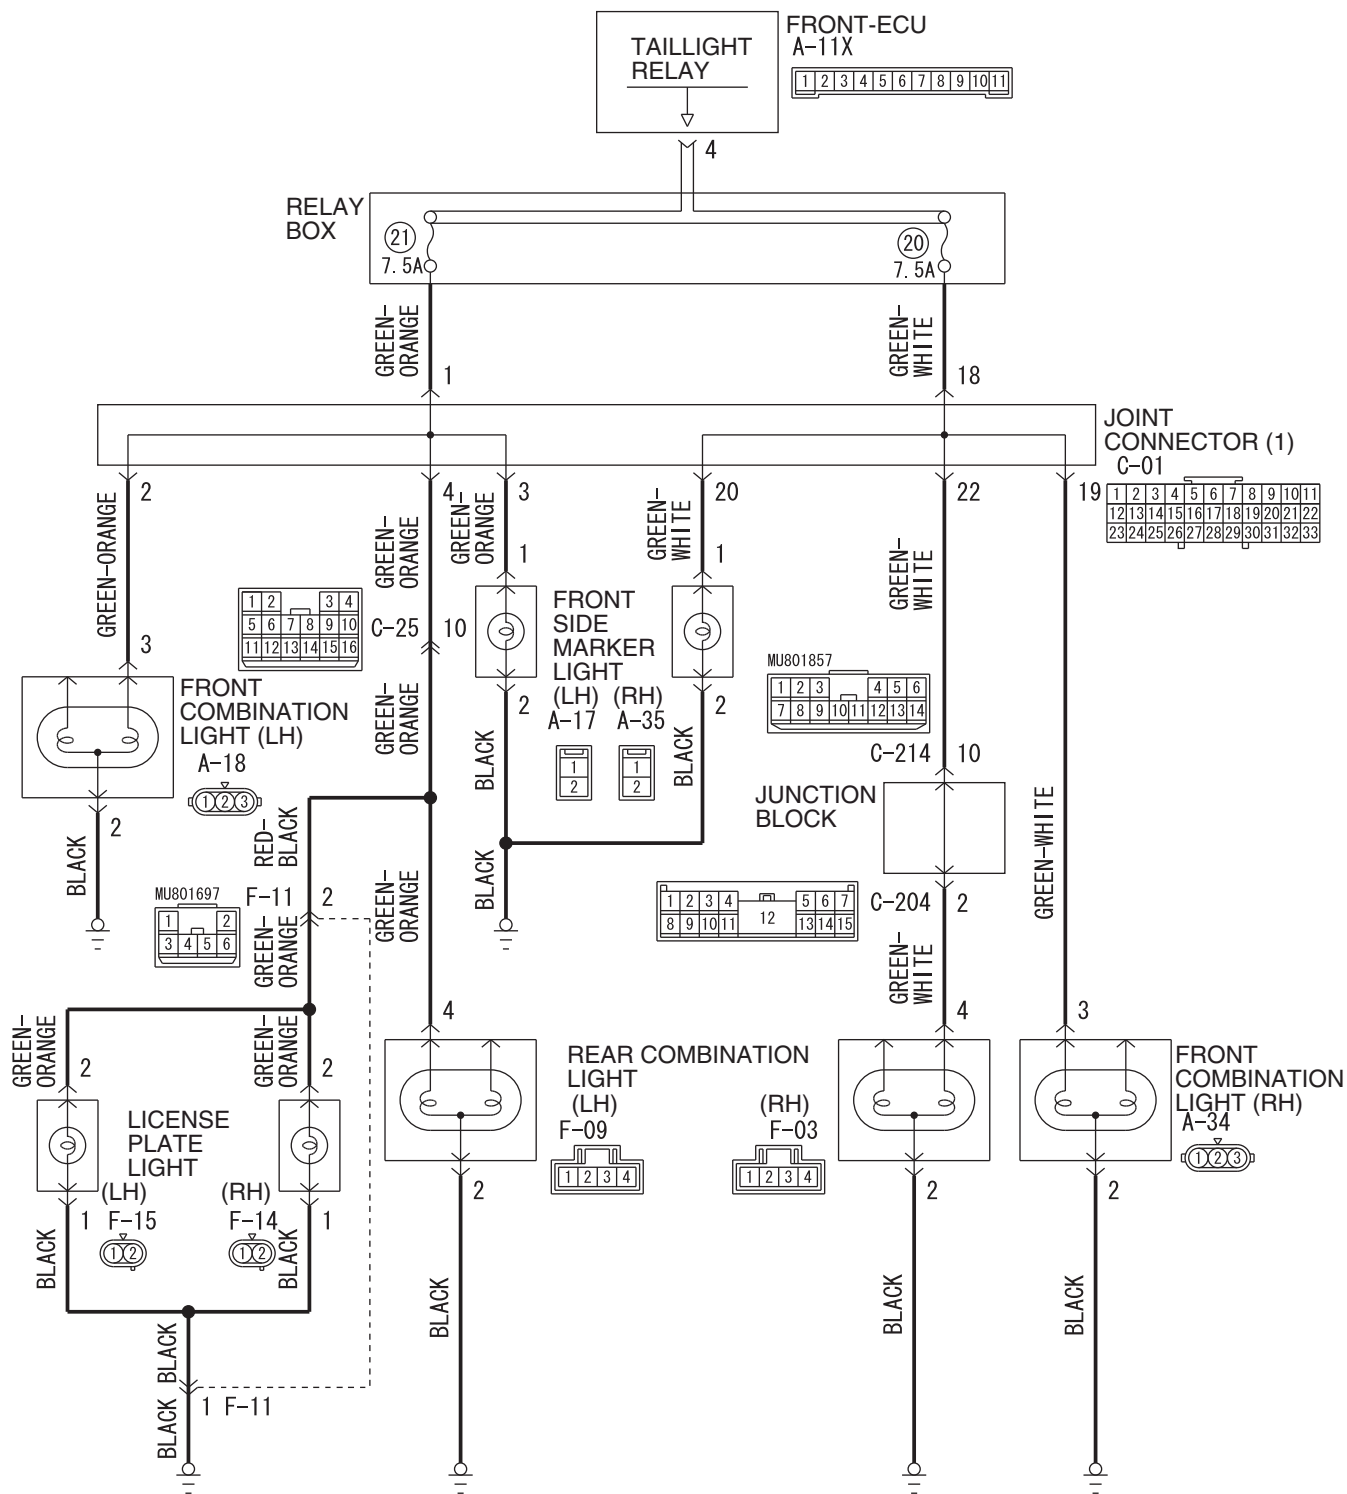 TAILLIGHT
RELAY
FRONT-ECU
A-11X
1 2 3 4 5 6 7 8 9 10 11
4
RELAY
BOX
21
7.5A
20
7.5A
GREEN-
ORANGE
1
GREEN-
WHITE
18
JOINT
CONNECTOR (1)
C-01
1 2 3 4 5 6 7 8 9 10 11
12 13 14 15 16 17 18 19 20 21 22
23 24 25 26 27 28 29 30 31 32 33
2
4
3
20
22
19
GREEN-ORANGE
GREEN-
ORANGE
GREEN-
ORANGE
GREEN-
WHITE
GREEN-
WHITE
1
1
1 2 3 4
5 6 7 8 9 10
11 12 13 14 15 16
C-25
10
FRONT
SIDE
MARKER
LIGHT
(LH) (RH)
A-17 A-35
1
2
1
2
3
2
2
FRONT
COMBINATION
LIGHT (LH)
A-18
1 2 3
GREEN-
ORANGE
BLACK
BLACK
MU801857
1 2 3 4 5 6
7 8 9 10 11 12 13 14
C-214
10
JUNCTION
BLOCK
2
BLACK
RED-
BLACK
GREEN-
ORANGE
BLACK
GREEN-WHITE
MU801697
1 2
3 4 5 6
F-11
2
GREEN-
ORANGE
1 2 3 4 5 6 7
8 9 10 11 12 13 14 15
C-204
2
GREEN-
WHITE
GREEN-
ORANGE
2
GREEN-
ORANGE
2
4
4
3
LICENSE
PLATE
LIGHT
(LH)
F-15
1 2
(RH)
F-14
1 2
1
1
REAR COMBINATION
LIGHT
(LH)
F-09
1 2 3 4
(RH)
F-03
1 2 3 4
FRONT
COMBINATION
LIGHT (RH)
A-34
1 2 3
2
2
2
BLACK
BLACK
BLACK
BLACK
BLACK
BLACK
1 F-11
BLACK